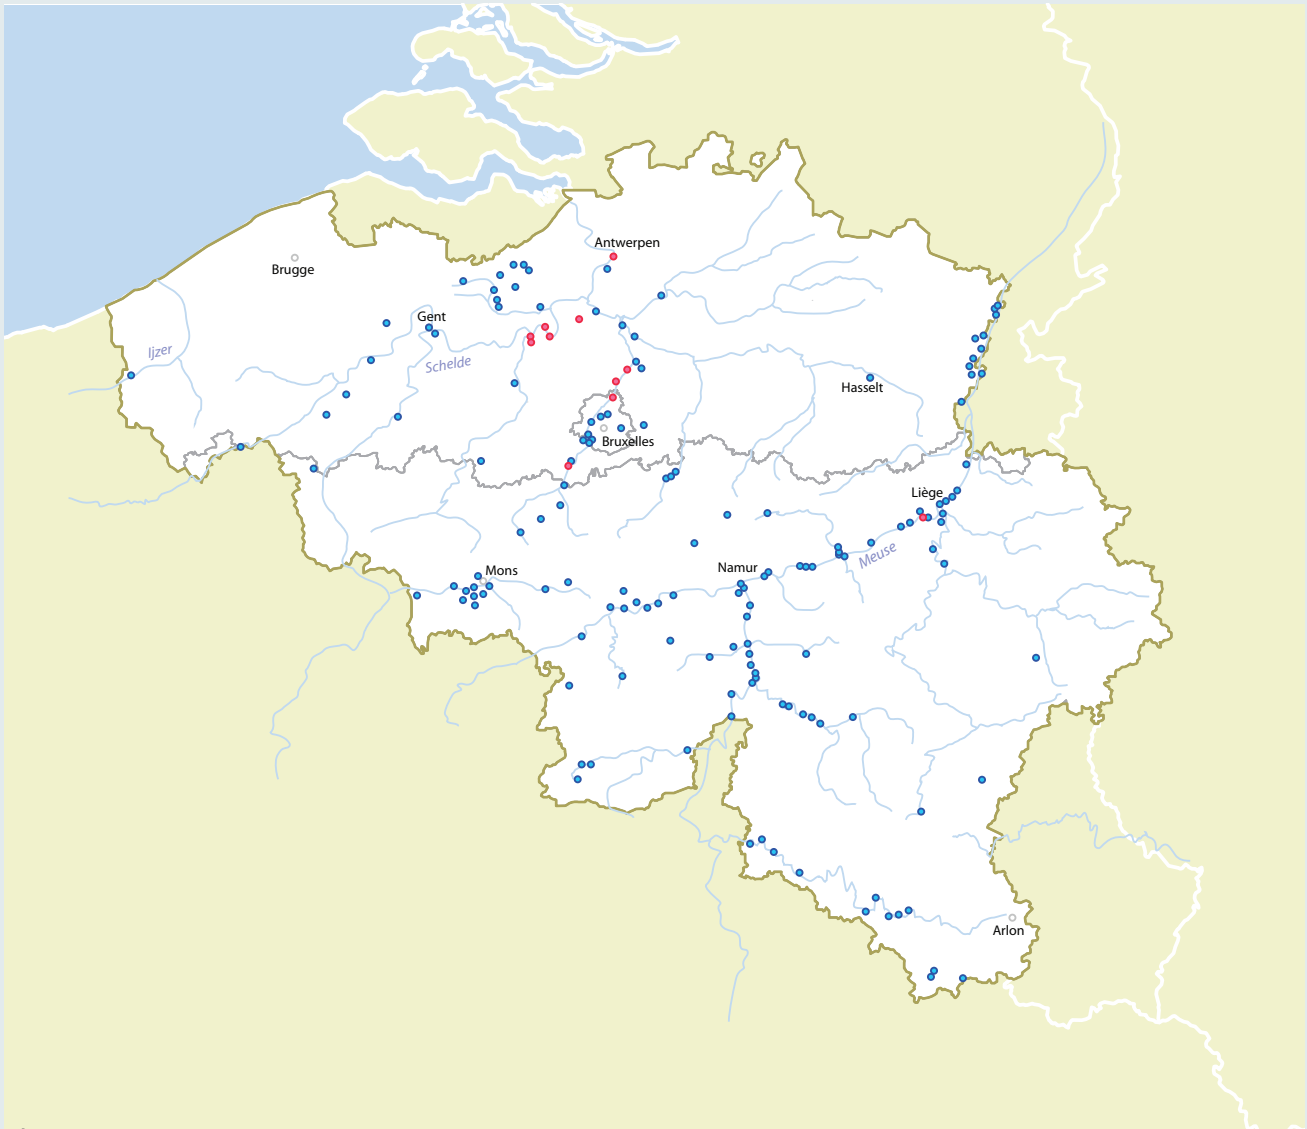 Antwerpen
Brugge
Gent
Ijzer
Schelde
Hasselt
Bruxelles
Liège
Meuse
Namur
Mons
Arlon